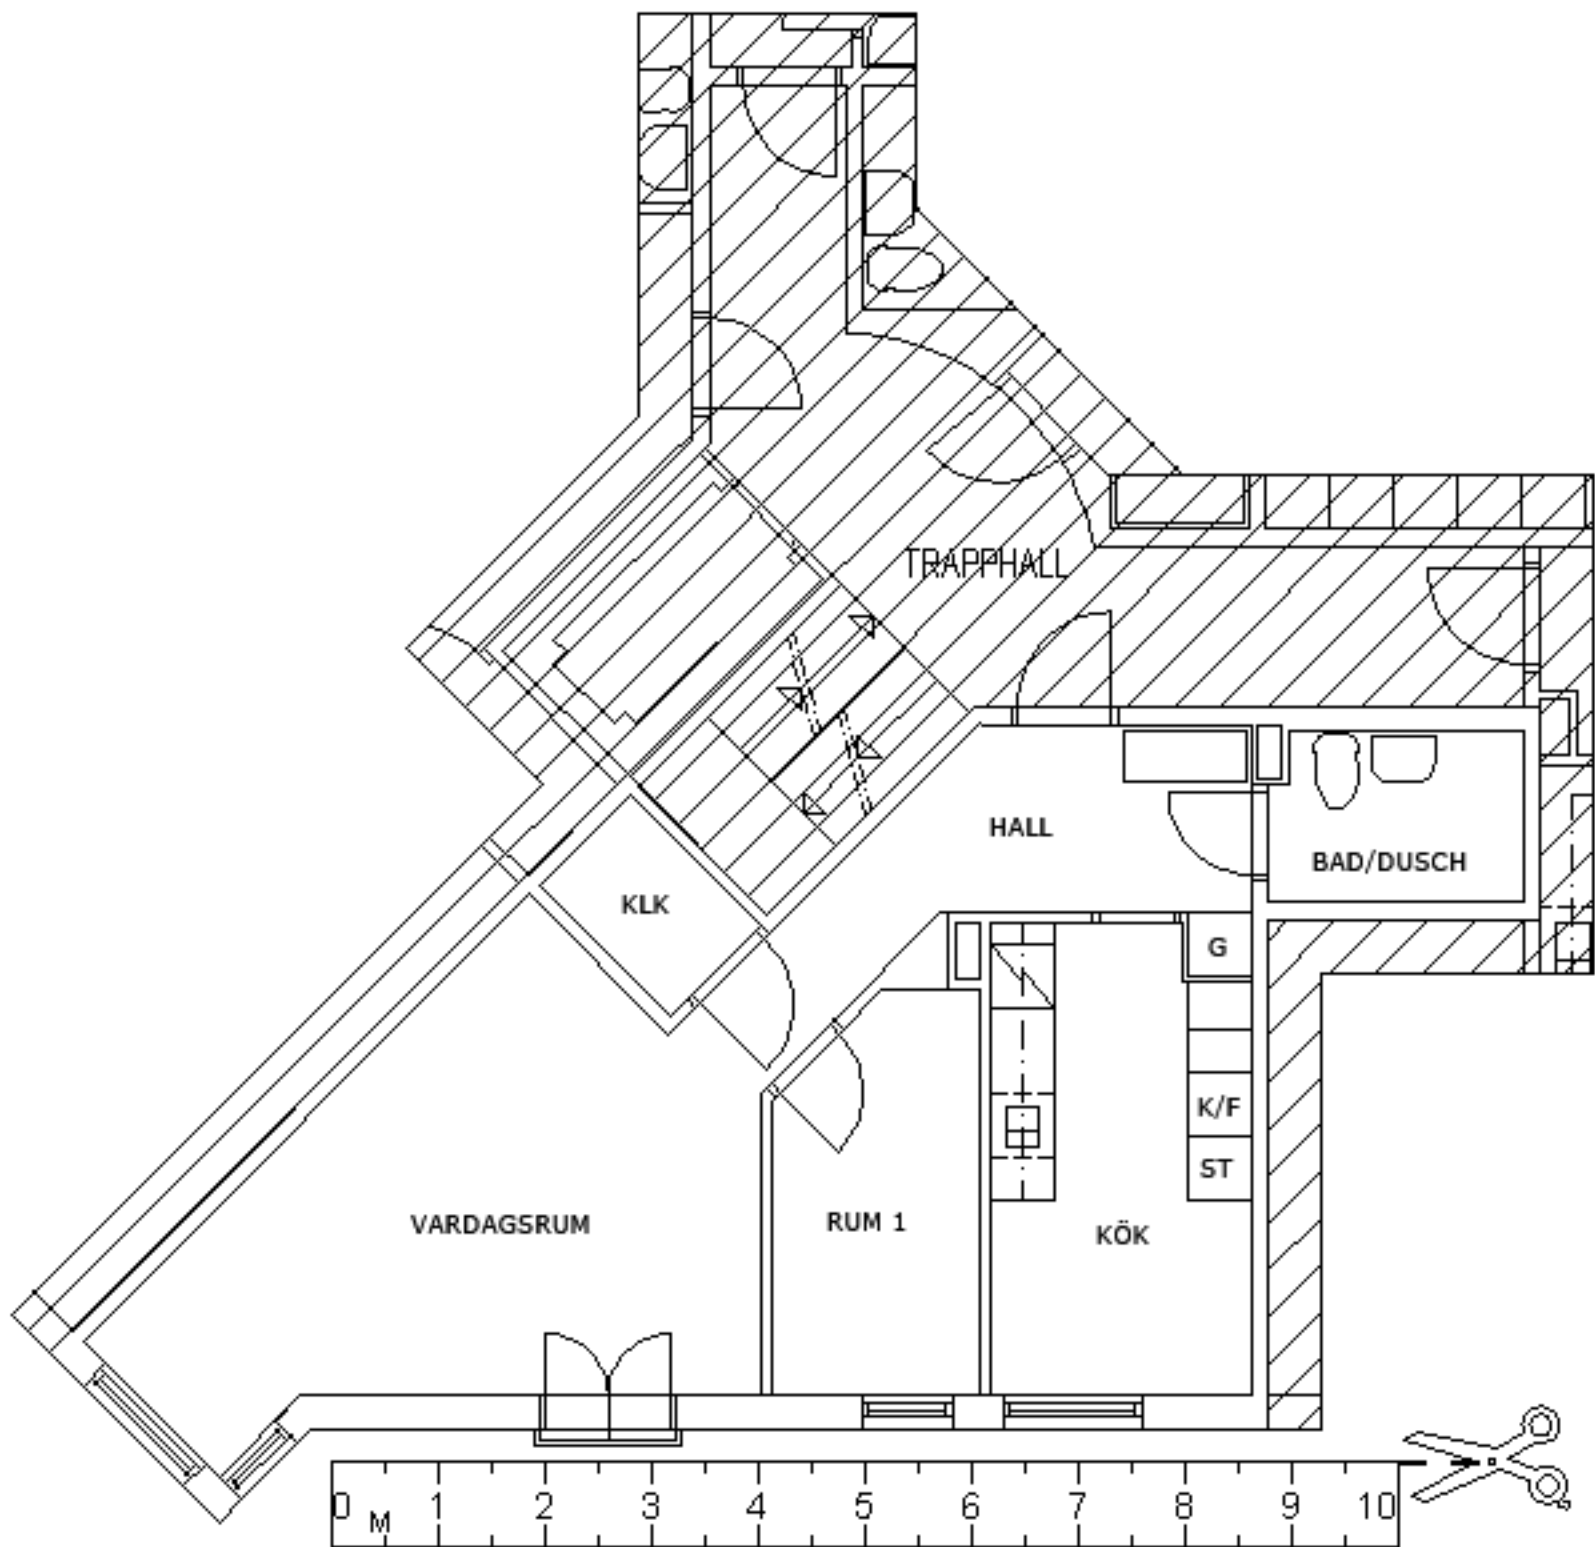 TRAPPHALL
HALL
BAD/DUSCH
KLK
G
K/F
ST
VARDAGSRUM
RUM 1
KÖK
0 M 1 2 3 4 5 6 7 8 9 10